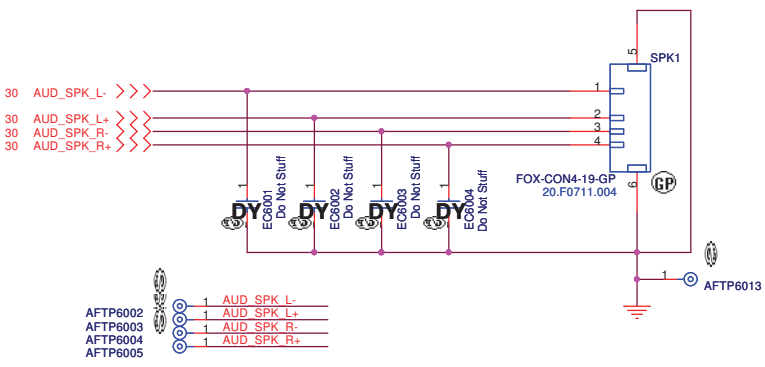 5
SPK1
30 AUD_SPK_L- 1
30 AUD_SPK_L+ 2
30 AUD_SPK_R- 3
30 AUD_SPK_R+ 4
FOX-CON4-19-GP
20.F0711.004
6
GP
1
EC6001
Do Not Stuff
DY
1
EC6002
Do Not Stuff
DY
1
EC6003
Do Not Stuff
DY
1
EC6004
Do Not Stuff
DY
1
AFTP6013
AFTP6002 1 AUD_SPK_L-
AFTP6003 1 AUD_SPK_L+
AFTP6004 1 AUD_SPK_R-
AFTP6005 1 AUD_SPK_R+